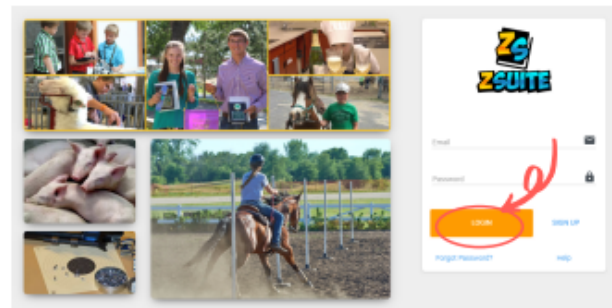 ZS
ZSUITE
Email
Password
LOGIN
SIGN UP
Forgot Password?
Help